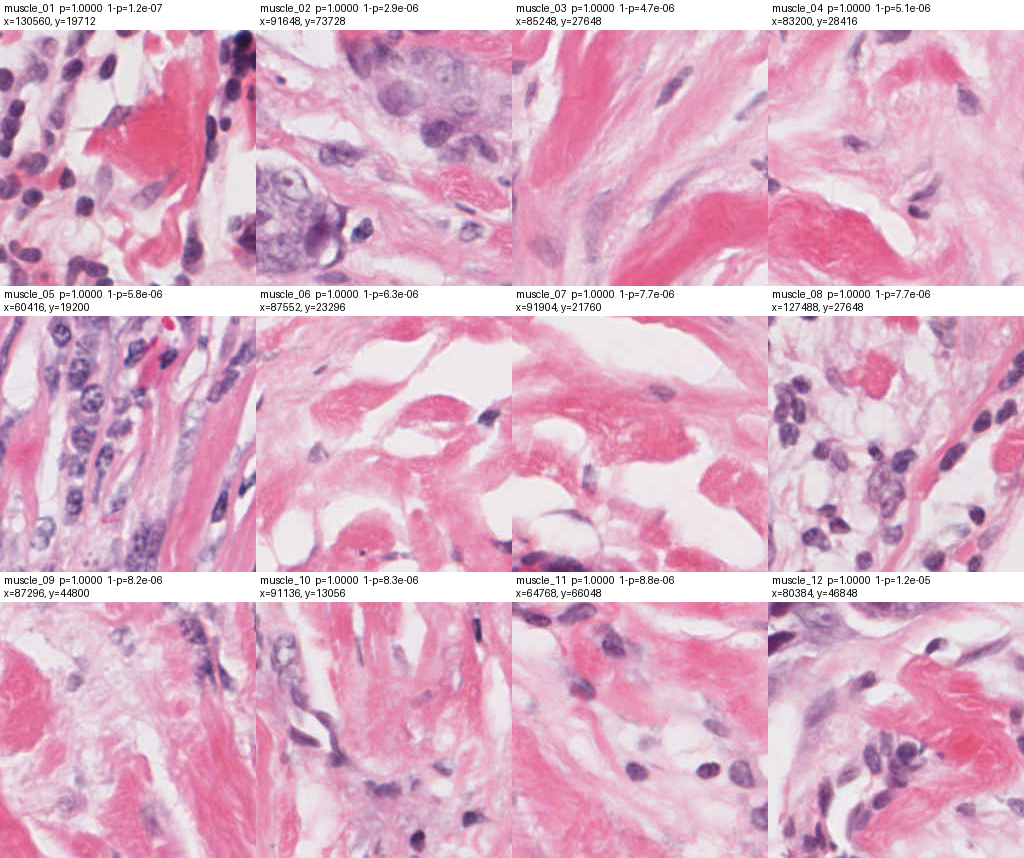 muscle_01 p=1.0000 1-p=1.2e-07
x=130560, y=19712
muscle_02 p=1.0000 1-p=2.9e-06
x=91648, y=73728
muscle_03 p=1.0000 1-p=4.7e-06
x=85248, y=27648
muscle_04 p=1.0000 1-p=5.1e-06
x=83200, y=28416
muscle_05 p=1.0000 1-p=5.8e-06
x=60416, y=19200
muscle_06 p=1.0000 1-p=6.3e-06
x=87552, y=23296
muscle_07 p=1.0000 1-p=7.7e-06
x=91904, y=21760
muscle_08 p=1.0000 1-p=7.7e-06
x=127488, y=27648
muscle_09 p=1.0000 1-p=8.2e-06
x=87296, y=44800
muscle_10 p=1.0000 1-p=8.3e-06
x=91136, y=13056
muscle_11 p=1.0000 1-p=8.8e-06
x=64768, y=66048
muscle_12 p=1.0000 1-p=1.2e-05
x=80384, y=46848